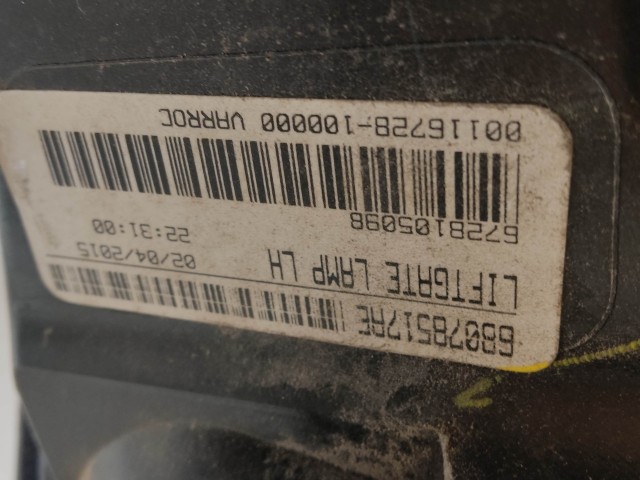 68078517AE
LIFTGATE LAMP LH 02/04/2015
6728105098 22:31:00
00116728-100000 VARROC